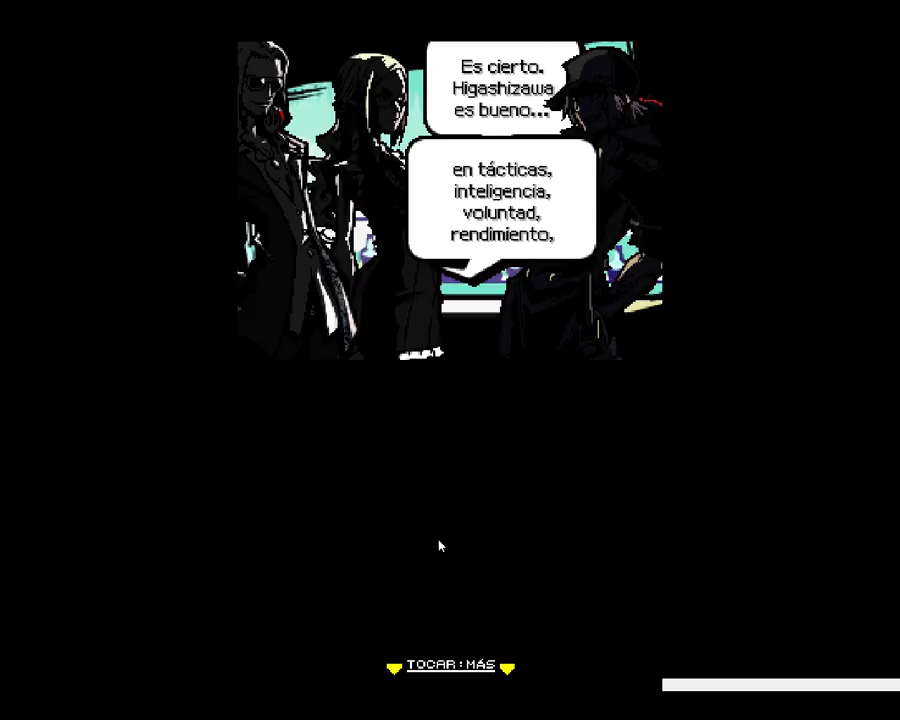 Es cierto.
Higashizawa
es bueno...
en tácticas,
inteligencia,
voluntad,
rendimiento,
TOCAR:MÁS